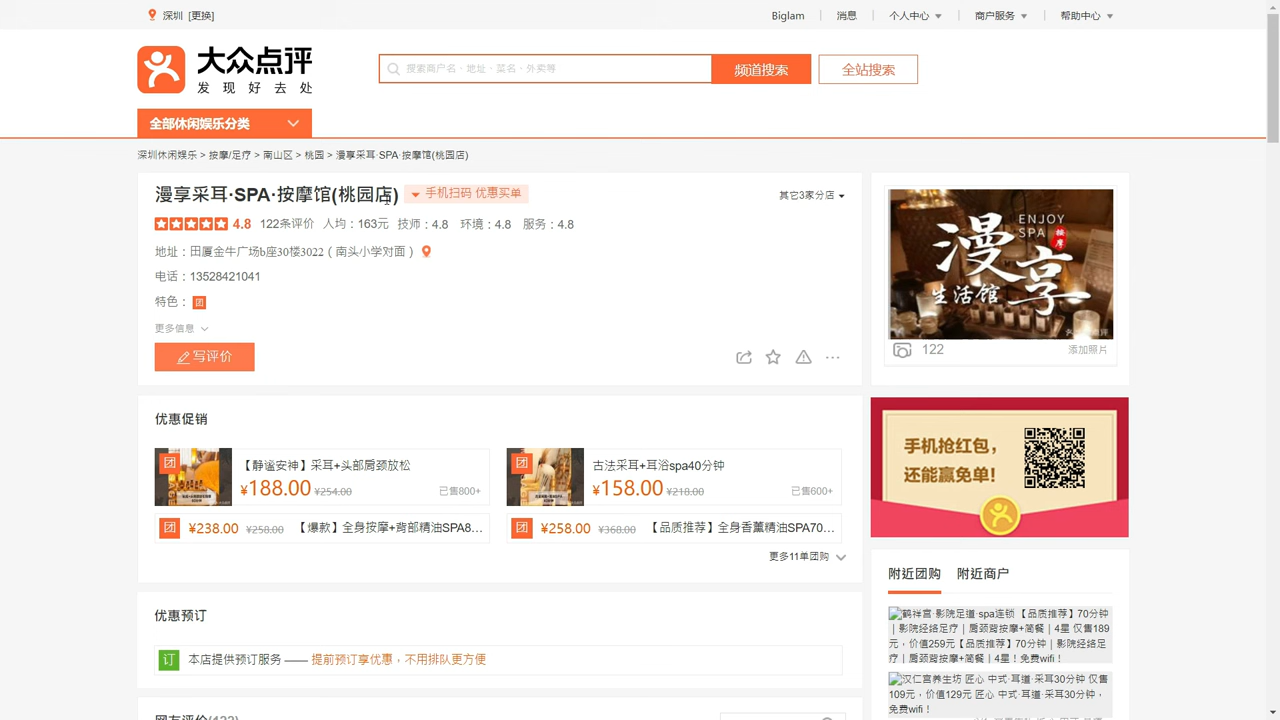 深圳 [更换]
Biglam
消息
个人中心
商户服务
帮助中心
大众点评
发现好去处
搜索商户名、地址、菜名、外卖等
频道搜索
全站搜索
全部休闲娱乐分类
深圳休闲娱乐 > 按摩/足疗 > 南山区 > 桃园 > 漫享采耳·SPA·按摩馆(桃园店)
漫享采耳·SPA·按摩馆(桃园店)
手机扫码 优惠买单
其它3家分店
4.8 122条评价 人均：163元 技师：4.8 环境：4.8 服务：4.8
地址：田厦金牛广场b座30楼3022（南头小学对面）
电话：13528421041
特色：团
更多信息
写评价
ENJOY
SPA
按摩
漫享
生活馆
122
添加照片
优惠促销
团
【静谧安神】采耳+头部肩颈放松
¥188.00 ¥254.00 已售800+
团
古法采耳+耳浴spa40分钟
¥158.00 ¥218.00 已售600+
团 ¥238.00 ¥258.00 【爆款】全身按摩+背部精油SPA8...
团 ¥258.00 ¥368.00 【品质推荐】全身香薰精油SPA70...
更多11单团购
手机抢红包，
还能赢免单！
优惠预订
订 本店提供预订服务 —— 提前预订享优惠，不用排队更方便
附近团购 附近商户
鹤祥宫·影院足道·spa连锁 【品质推荐】70分钟
| 影院经络足疗 | 肩颈背按摩+简餐 | 4星 仅售189
元，价值259元【品质推荐】70分钟 | 影院经络足
疗 | 肩颈背按摩+简餐 | 4星！免费wifi！
汉仁宫养生坊 匠心 中式·耳道·采耳30分钟 仅售
109元，价值129元 匠心 中式·耳道·采耳30分钟，
免费wifi！
网友评价(122)